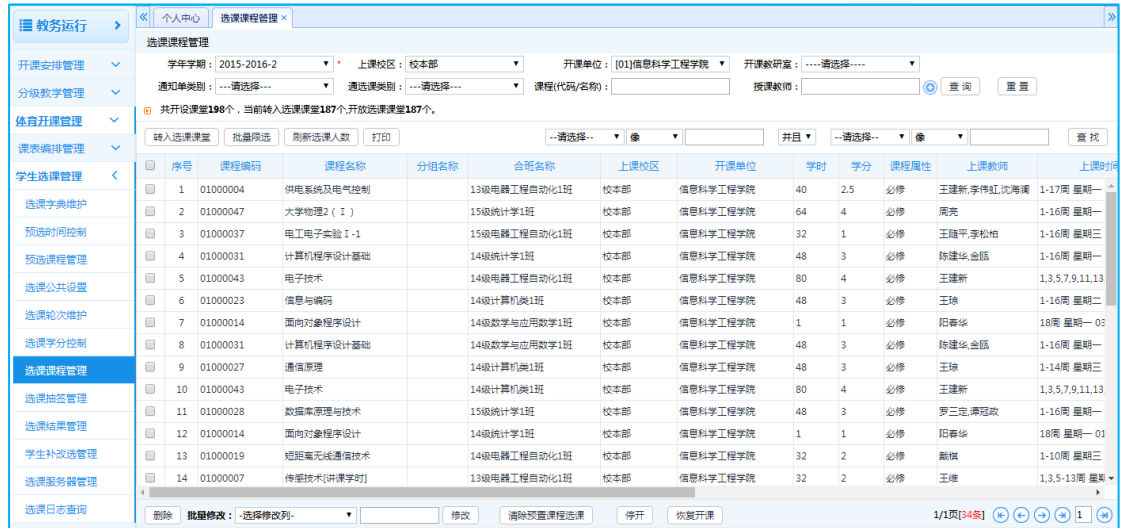 教务运行
个人中心 选课课程管理 ×
选课课程管理
学年学期： 2015-2016-2 * 上课校区： 校本部 开课单位： [01]信息科学工程学院 开课教研室： ----请选择----
通知单类别： ---请选择--- 通选课类别： ---请选择--- 课程(代码/名称)： 授课教师： 查 询 重 置
共开设课堂198个，当前转入选课课堂187个,开放选课课堂187个。
转入选课课堂 批量限选 刷新选课人数 打印 --请选择-- 像 并且 --请选择-- 像 查 找
开课安排管理
分级教学管理
体育开课管理
课表编排管理
学生选课管理
选课字典维护
预选时间控制
预选课程管理
选课公共设置
选课轮次维护
选课学分控制
选课课程管理
选课抽签管理
选课结果管理
学生补改选管理
选课服务器管理
选课日志查询
序号 课程编码 课程名称 分组名称 合班名称 上课校区 开课单位 学时 学分 课程属性 上课教师 上课时间
1 01000004 供电系统及电气控制 13级电器工程自动化1班 校本部 信息科学工程学院 40 2.5 必修 王建新,李伟虹,沈海澜 1-17周 星期一
2 01000047 大学物理2（Ⅰ） 15级统计学1班 校本部 信息科学工程学院 64 4 必修 周亮 1-16周 星期一
3 01000037 电工电子实验Ⅰ-1 15级电器工程自动化1班 校本部 信息科学工程学院 32 1 必修 王随平,李松柏 1-16周 星期三
4 01000031 计算机程序设计基础 14级统计学1班 校本部 信息科学工程学院 48 3 必修 陈建华,金瓯 1-16周 星期一
5 01000043 电子技术 14级电器工程自动化1班 校本部 信息科学工程学院 80 4 必修 王建新 1,3,5,7,9,11,13
6 01000023 信息与编码 14级计算机类1班 校本部 信息科学工程学院 48 3 必修 王琼 1-16周 星期二
7 01000014 面向对象程序设计 14级数学与应用数学1班 校本部 信息科学工程学院 1 1 必修 阳春华 18周 星期一 03
8 01000031 计算机程序设计基础 14级数学与应用数学1班 校本部 信息科学工程学院 48 3 必修 陈建华,金瓯 1-16周 星期一
9 01000027 通信原理 14级计算机类1班 校本部 信息科学工程学院 48 3 必修 王琼 1-14周 星期三
10 01000043 电子技术 14级计算机类1班 校本部 信息科学工程学院 80 4 必修 王建新 1,3,5,7,9,11,13
11 01000028 数据库原理与技术 15级统计学1班 校本部 信息科学工程学院 48 3 必修 罗三定,谭冠政 1-16周 星期一
12 01000014 面向对象程序设计 14级统计学1班 校本部 信息科学工程学院 1 1 必修 阳春华 18周 星期一 01
13 01000019 短距离无线通信技术 14级电器工程自动化1班 校本部 信息科学工程学院 32 2 必修 戴棋 1-10周 星期三
14 01000007 传感技术[讲课学时] 13级电器工程自动化1班 校本部 信息科学工程学院 32 2 必修 王维 1,3,5-13周 星期
删除 批量修改： -选择修改列- 修改 清除预置课程选课 停开 恢复开课 1/1页[34条] 1